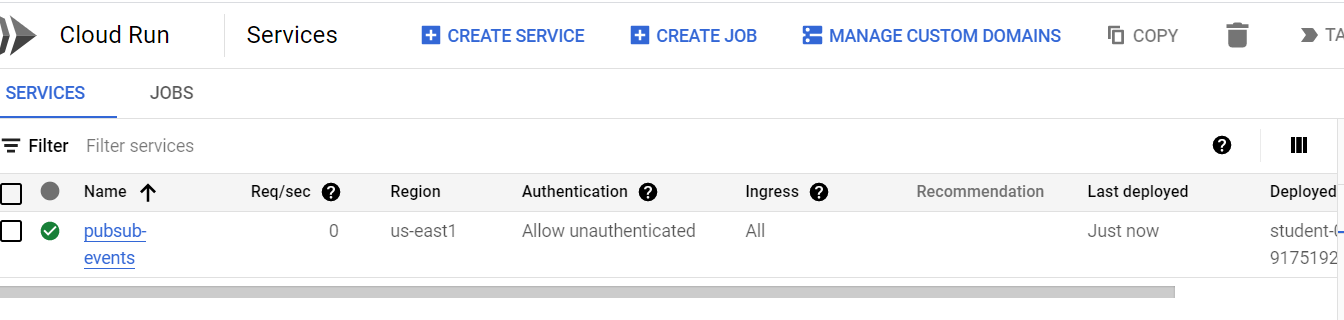 Cloud Run Services CREATE SERVICE CREATE JOB MANAGE CUSTOM DOMAINS COPY TA
SERVICES JOBS
Filter Filter services
Name Req/sec Region Authentication Ingress Recommendation Last deployed Deployed
pubsub- 0 us-east1 Allow unauthenticated All Just now student-
events 9175192